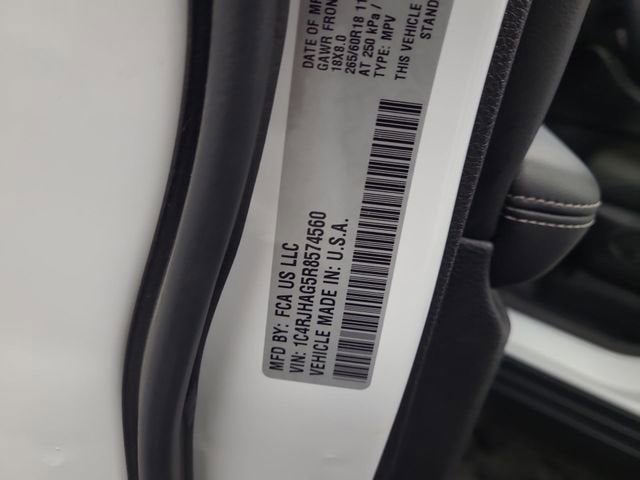 MFD BY: FCA US LLC
VIN: 1C4RJHAG5R8574560
VEHICLE MADE IN: U.S.A.
DATE OF
GAWR FRON
18X8.0
265/60R18
AT 250 kPa /
TYPE: MPV
THIS VEHICLE
STAND